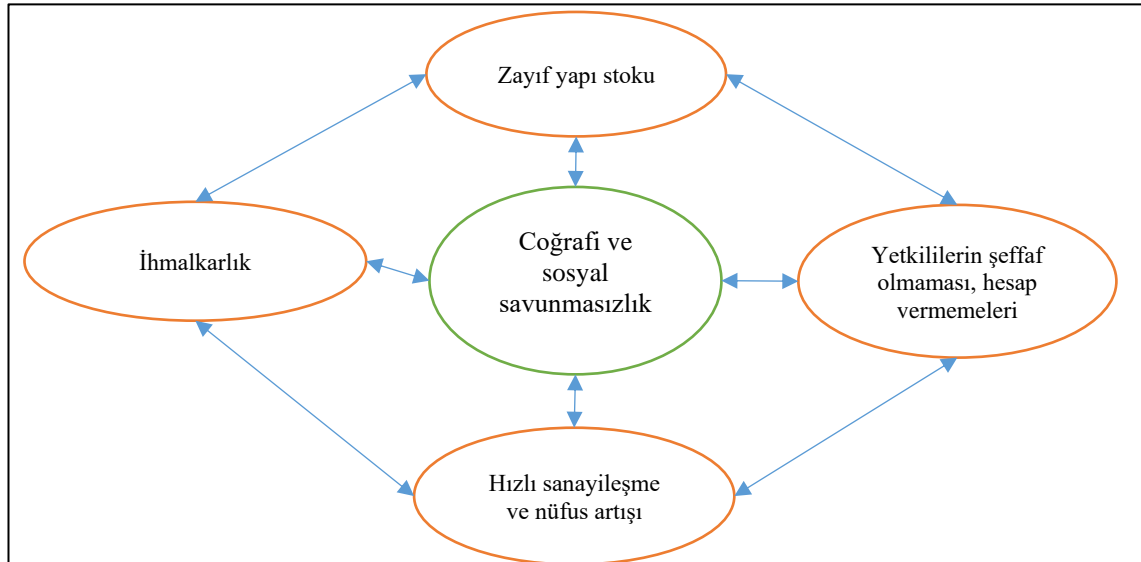 Zayıf yapı stoku
İhmalkarlık
Coğrafi ve
sosyal
savunmasızlık
Yetkililerin şeffaf
olmaması, hesap
vermemeleri
Hızlı sanayileşme
ve nüfus artışı